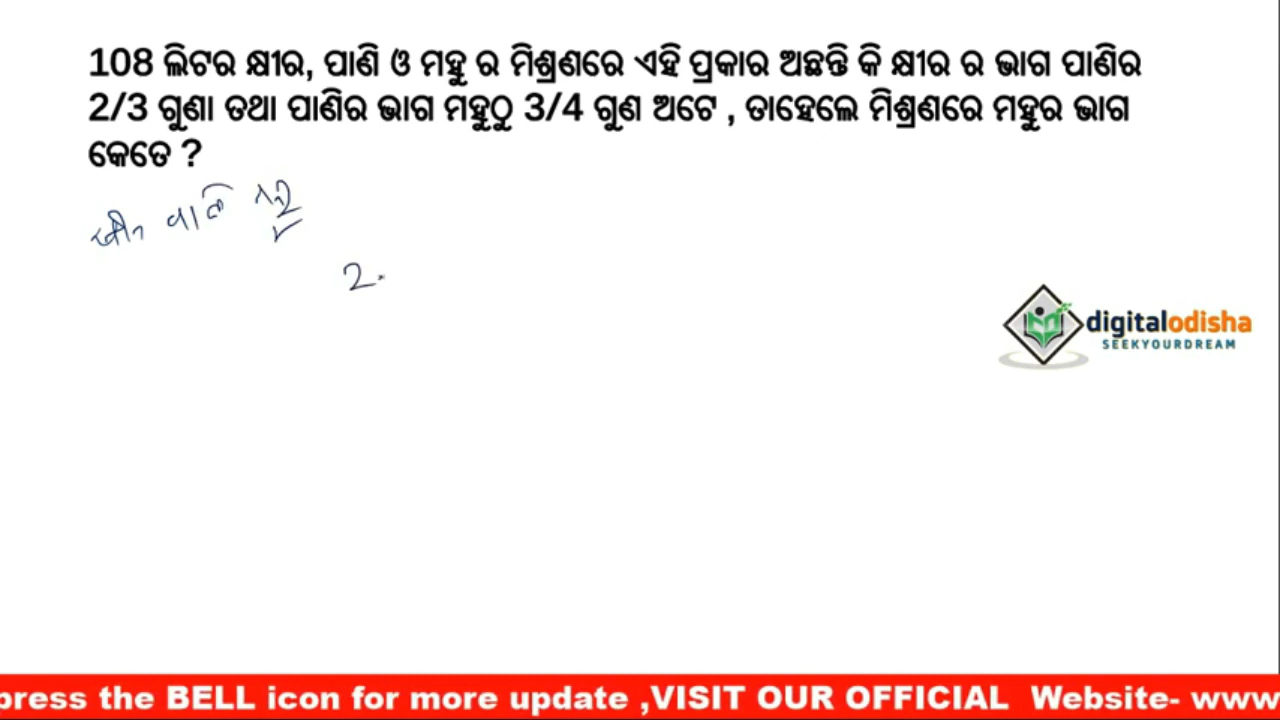 108 ଲିଟର କ୍ଷୀର, ପାଣି ଓ ମହୁ ର ମିଶ୍ରଣରେ ଏହି ପ୍ରକାର ଅଛନ୍ତି କି କ୍ଷୀର ର ଭାଗ ପାଣିର
2/3 ଗୁଣା ତଥା ପାଣିର ଭାଗ ମହୁଠୁ 3/4 ଗୁଣ ଅଟେ , ତାହେଲେ ମିଶ୍ରଣରେ ମହୁର ଭାଗ
କେତେ ?
କ୍ଷୀର ପାଣି ମହୁ
2
digitalodisha
SEEKYOURDREAM
press the BELL icon for more update ,VISIT OUR OFFICIAL Website- www